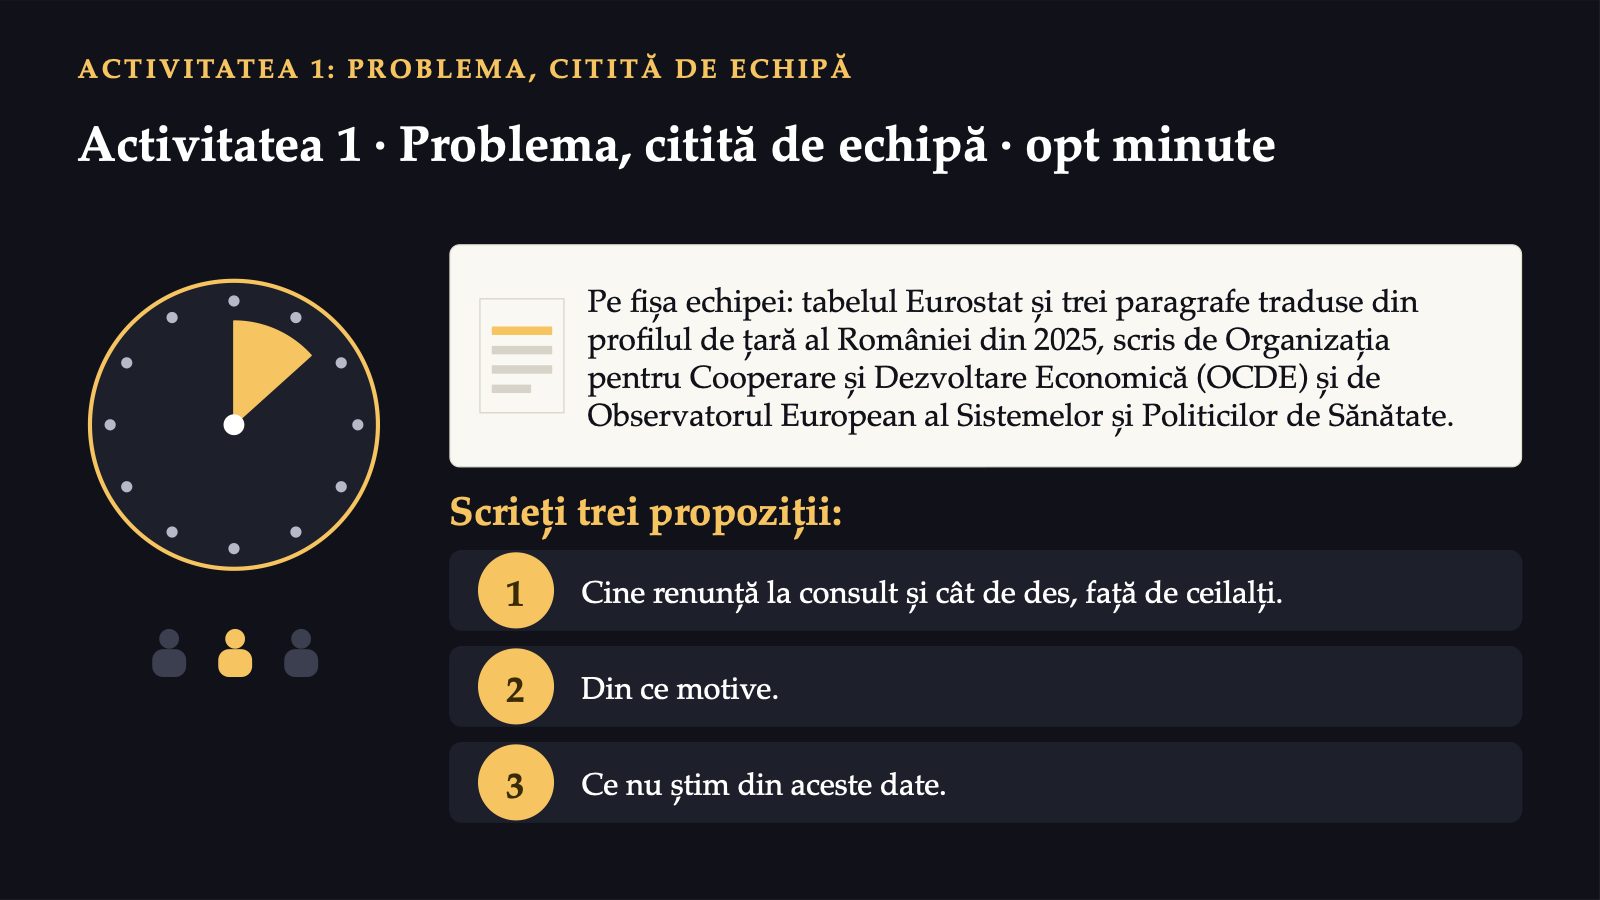 ACTIVITATEA 1: PROBLEMA, CITITĂ DE ECHIPĂ
Activitatea 1 · Problema, citită de echipă · opt minute
Pe fișa echipei: tabelul Eurostat și trei paragrafe traduse din
profilul de țară al României din 2025, scris de Organizația
pentru Cooperare și Dezvoltare Economică (OCDE) și de
Observatorul European al Sistemelor și Politicilor de Sănătate.
Scrieți trei propoziții:
1 Cine renunță la consult și cât de des, față de ceilalți.
2 Din ce motive.
3 Ce nu știm din aceste date.